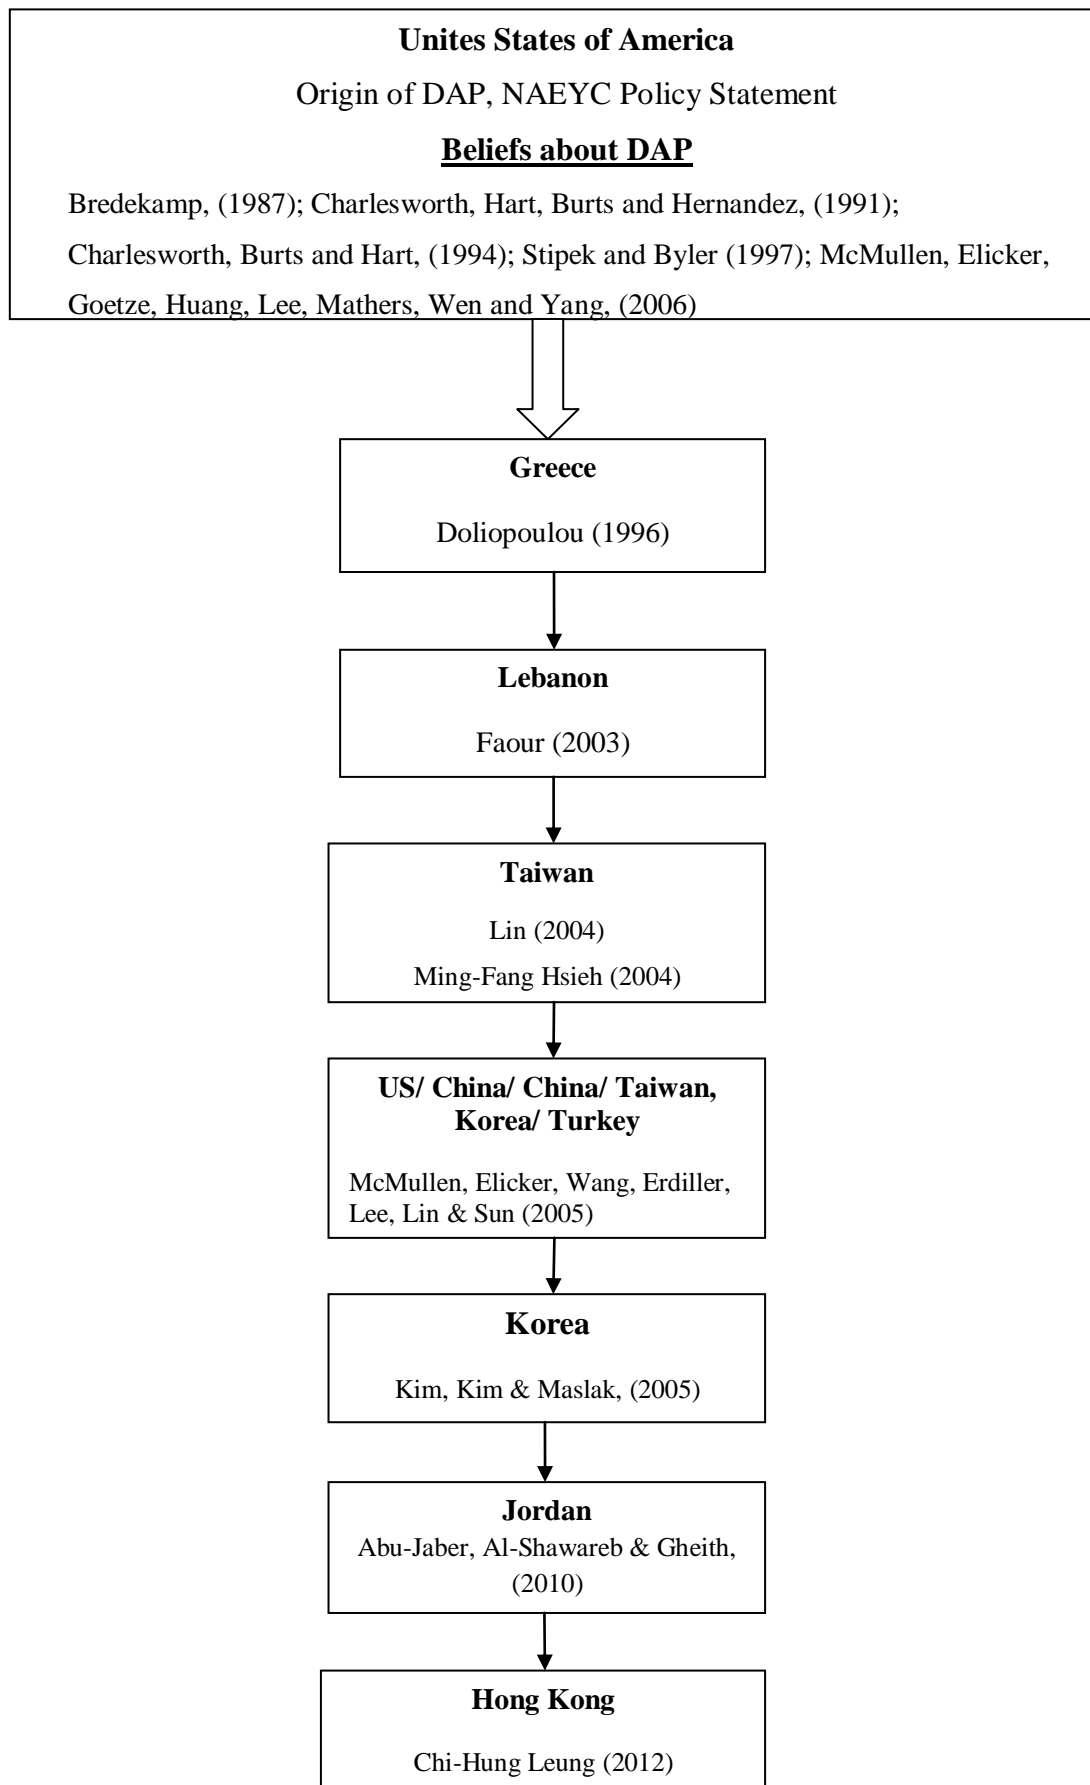 Unites States of America
Origin of DAP, NAEYC Policy Statement
Beliefs about DAP
Bredekamp, (1987); Charlesworth, Hart, Burts and Hernandez, (1991);
Charlesworth, Burts and Hart, (1994); Stipek and Byler (1997); McMullen, Elicker,
Goetze, Huang, Lee, Mathers, Wen and Yang, (2006)
Greece
Doliopoulou (1996)
Lebanon
Faour (2003)
Taiwan
Lin (2004)
Ming-Fang Hsieh (2004)
US/ China/ China/ Taiwan,
Korea/ Turkey
McMullen, Elicker, Wang, Erdiller,
Lee, Lin & Sun (2005)
Korea
Kim, Kim & Maslak, (2005)
Jordan
Abu-Jaber, Al-Shawareb & Gheith,
(2010)
Hong Kong
Chi-Hung Leung (2012)